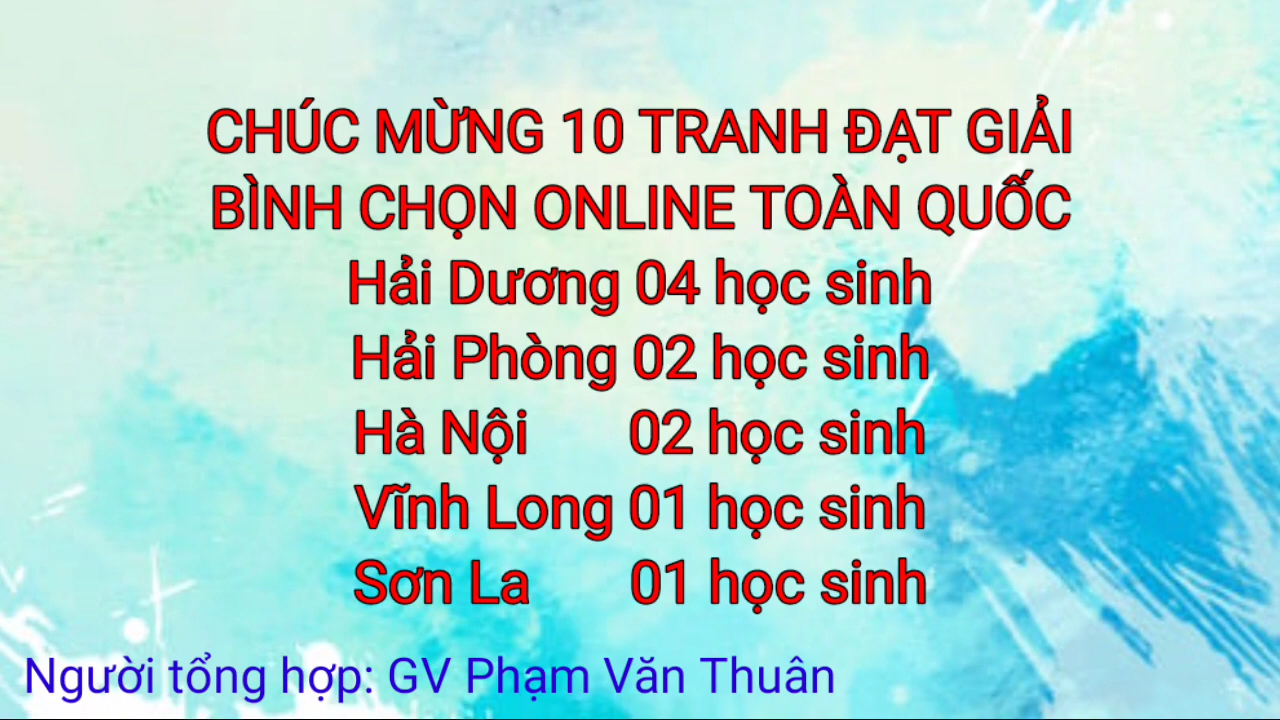 CHÚC MỪNG 10 TRANH ĐẠT GIẢI
BÌNH CHỌN ONLINE TOÀN QUỐC
Hải Dương 04 học sinh
Hải Phòng 02 học sinh
Hà Nội 02 học sinh
Vĩnh Long 01 học sinh
Sơn La 01 học sinh
Người tổng hợp: GV Phạm Văn Thuân